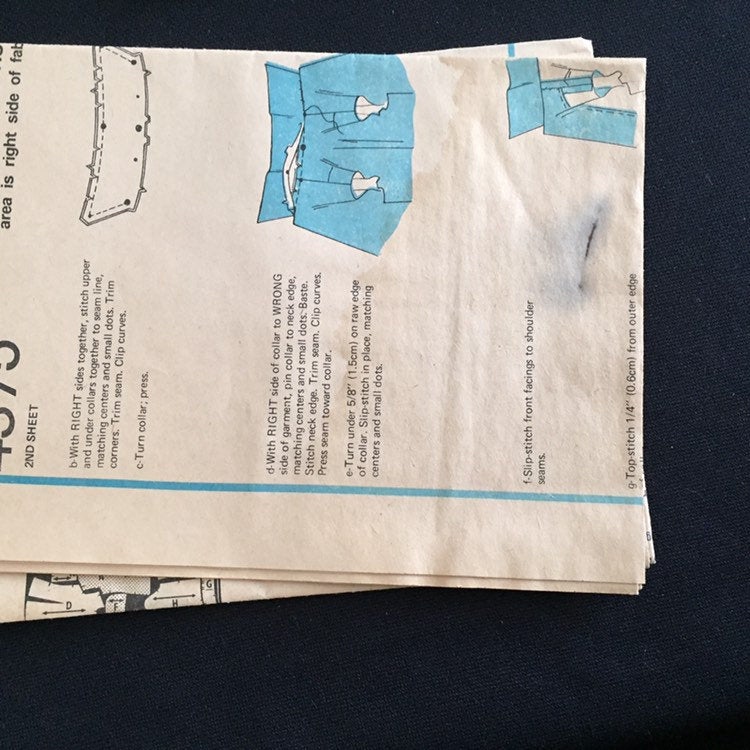 area is right side of
2ND SHEET
b-With RIGHT sides together, stitch upper
and under collars together to seam line,
matching centers and small dots. Trim
corners. Trim seam. Clip curves.
c-Turn collar; press.
d-With RIGHT side of collar to WRONG
side of garment, pin collar to neck edge,
matching centers and small dots. Baste.
Stitch neck edge. Trim seam. Clip curves.
Press seam toward collar.
e-Turn under 5/8" (1.5cm) on raw edge
of collar. Slip-stitch in place, matching
centers and small dots.
f-Slip-stitch front facings to shoulder
seams.
g-Top-stitch 1/4" (0.6cm) from outer edge
D
F
H
G